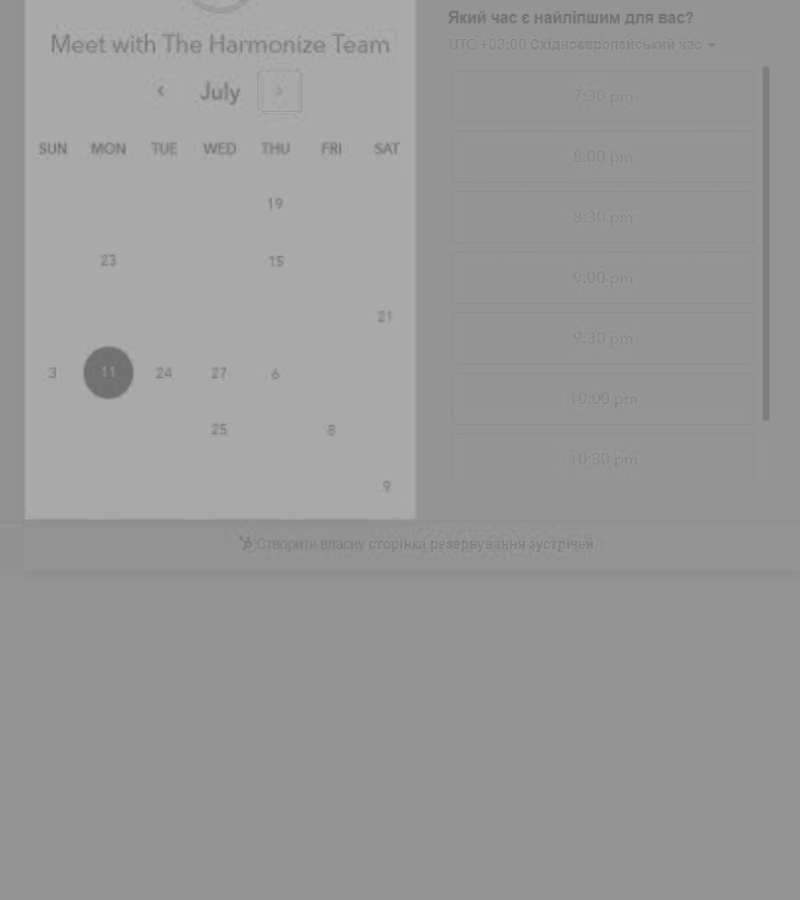 Meet with The Harmonize Team
‹ July ›
SUN MON TUE WED THU FRI SAT
19
23 15
21
3 11 24 27 6
25 8
9
Який час є найліпшим для вас?
UTC +03:00 Східноєвропейський час
7:30 pm
8:00 pm
8:30 pm
9:00 pm
9:30 pm
10:00 pm
10:30 pm
Створити власну сторінка резервування зустрічей